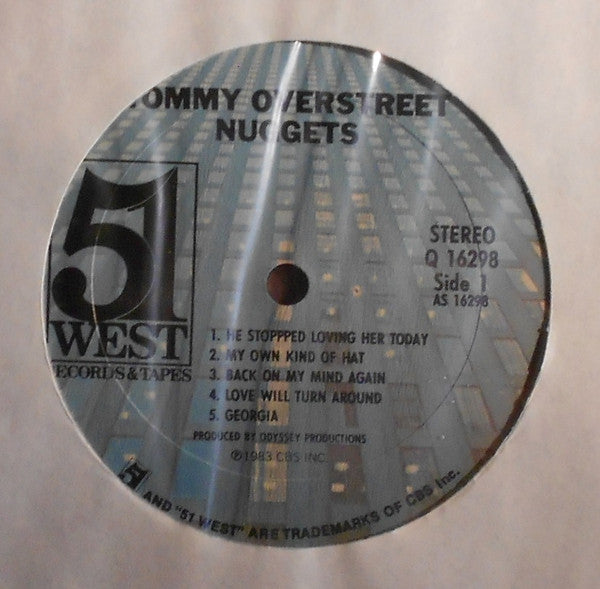 TOMMY OVERSTREET
NUGGETS
51
WEST
RECORDS & TAPES
STEREO
Q 16298
Side 1
AS 16298
1. HE STOPPPED LOVING HER TODAY
2. MY OWN KIND OF HAT
3. BACK ON MY MIND AGAIN
4. LOVE WILL TURN AROUND
5. GEORGIA
PRODUCED BY ODYSSEY PRODUCTIONS
℗1983 CBS INC.
51 AND "51 WEST" ARE TRADEMARKS OF CBS Inc.